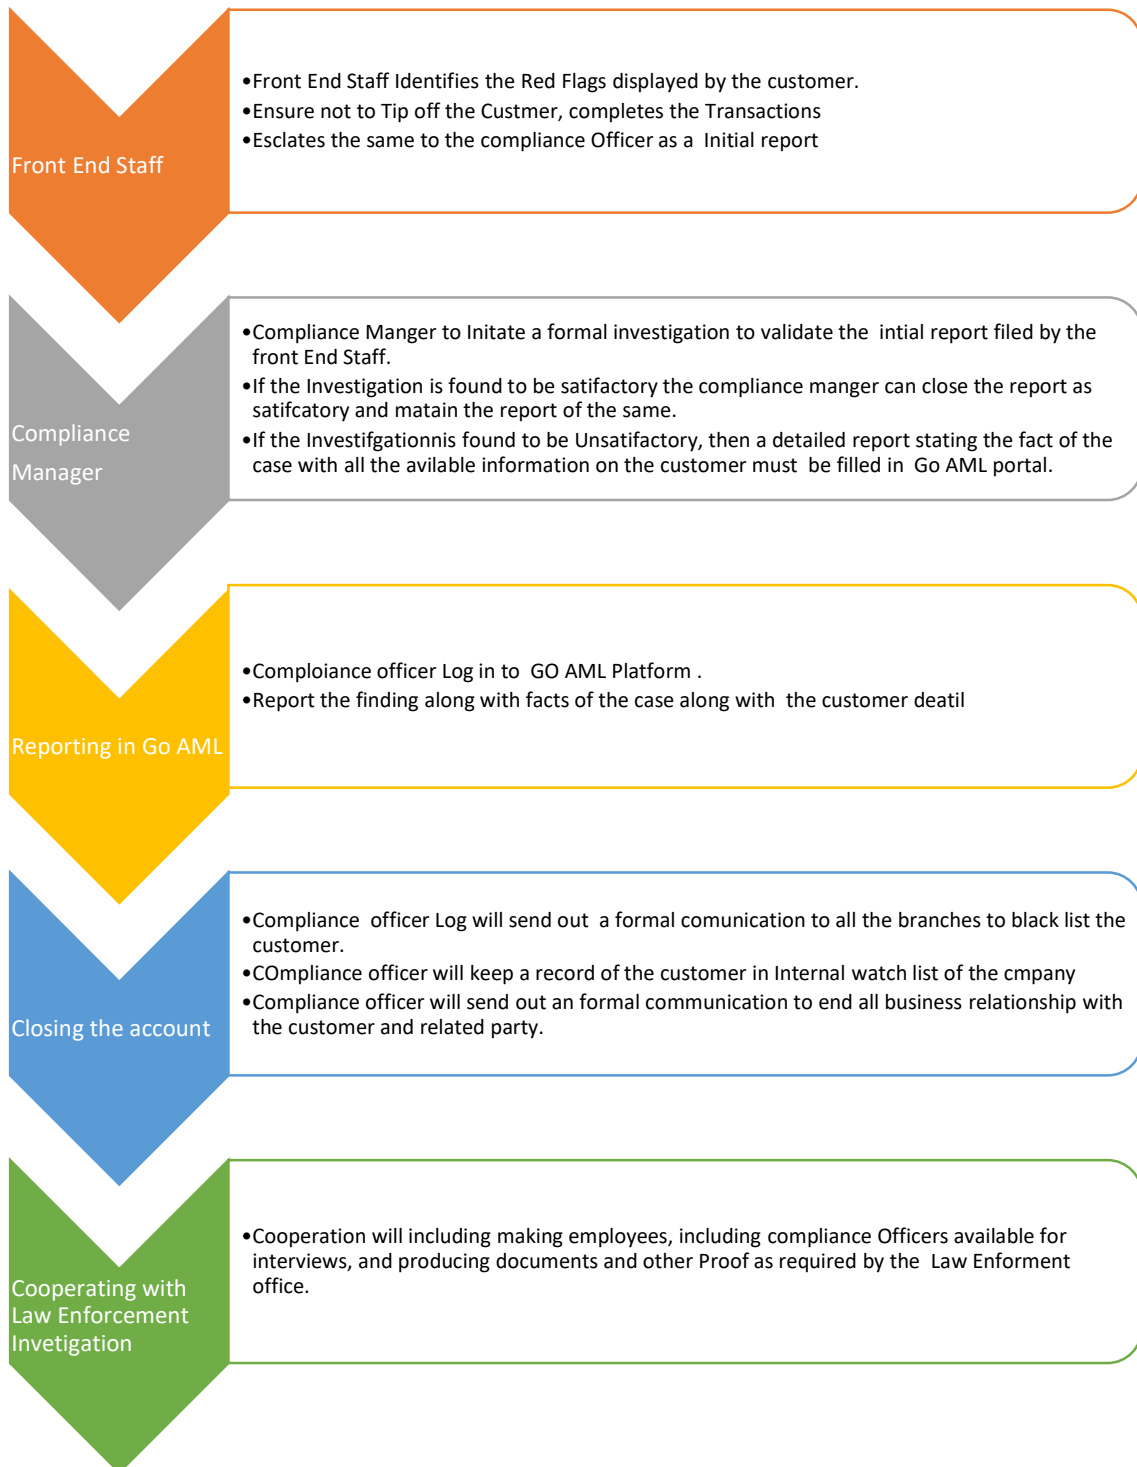 Front End Staff
•Front End Staff Identifies the Red Flags displayed by the customer.
•Ensure not to Tip off the Custmer, completes the Transactions
•Esclates the same to the compliance Officer as a  Initial report
Compliance
Manager
•Compliance Manger to Initate a formal investigation to validate the  intial report filed by the
front End Staff.
•If the Investigation is found to be satifactory the compliance manger can close the report as
satifcatory and matain the report of the same.
•If the Investifgationnis found to be Unsatifactory, then a detailed report stating the fact of the
case with all the avilable information on the customer must  be filled in  Go AML portal.
Reporting in Go AML
•Comploiance officer Log in to  GO AML Platform .
•Report the finding along with facts of the case along with  the customer deatil
Closing the account
•Compliance  officer Log will send out  a formal comunication to all the branches to black list the
customer.
•COmpliance officer will keep a record of the customer in Internal watch list of the cmpany
•Compliance officer will send out an formal communication to end all business relationship with
the customer and related party.
Cooperating with
Law Enforcement
Invetigation
•Cooperation will including making employees, including compliance Officers available for
interviews, and producing documents and other Proof as required by the  Law Enforment
office.